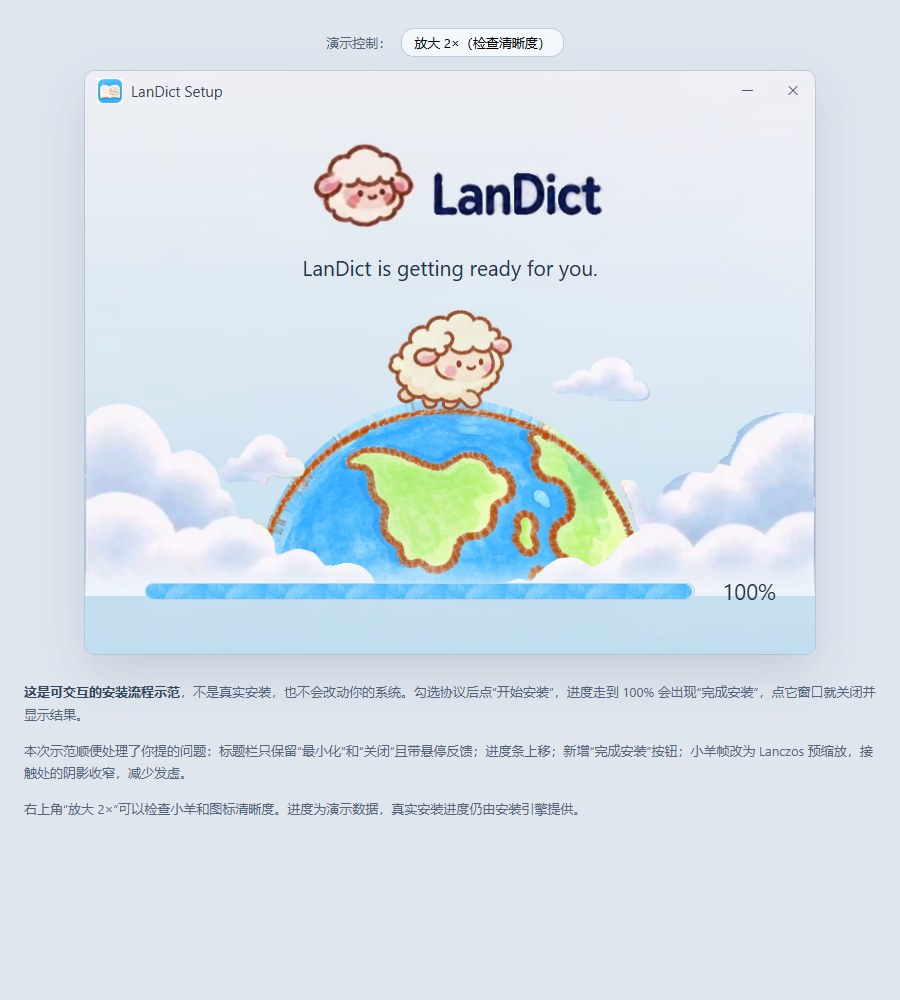 演示控制：
放大 2×（检查清晰度）
LanDict Setup
LanDict
LanDict is getting ready for you.
100%
这是可交互的安装流程示范，不是真实安装，也不会改动你的系统。勾选协议后点“开始安装”，进度走到 100% 会出现“完成安装”，点它窗口就关闭并
显示结果。
本次示范顺便处理了你提的问题：标题栏只保留“最小化”和“关闭”且带悬停反馈；进度条上移；新增“完成安装”按钮；小羊帧改为 Lanczos 预缩放，接
触处的阴影收窄，减少发虚。
右上角“放大 2×”可以检查小羊和图标清晰度。进度为演示数据，真实安装进度仍由安装引擎提供。